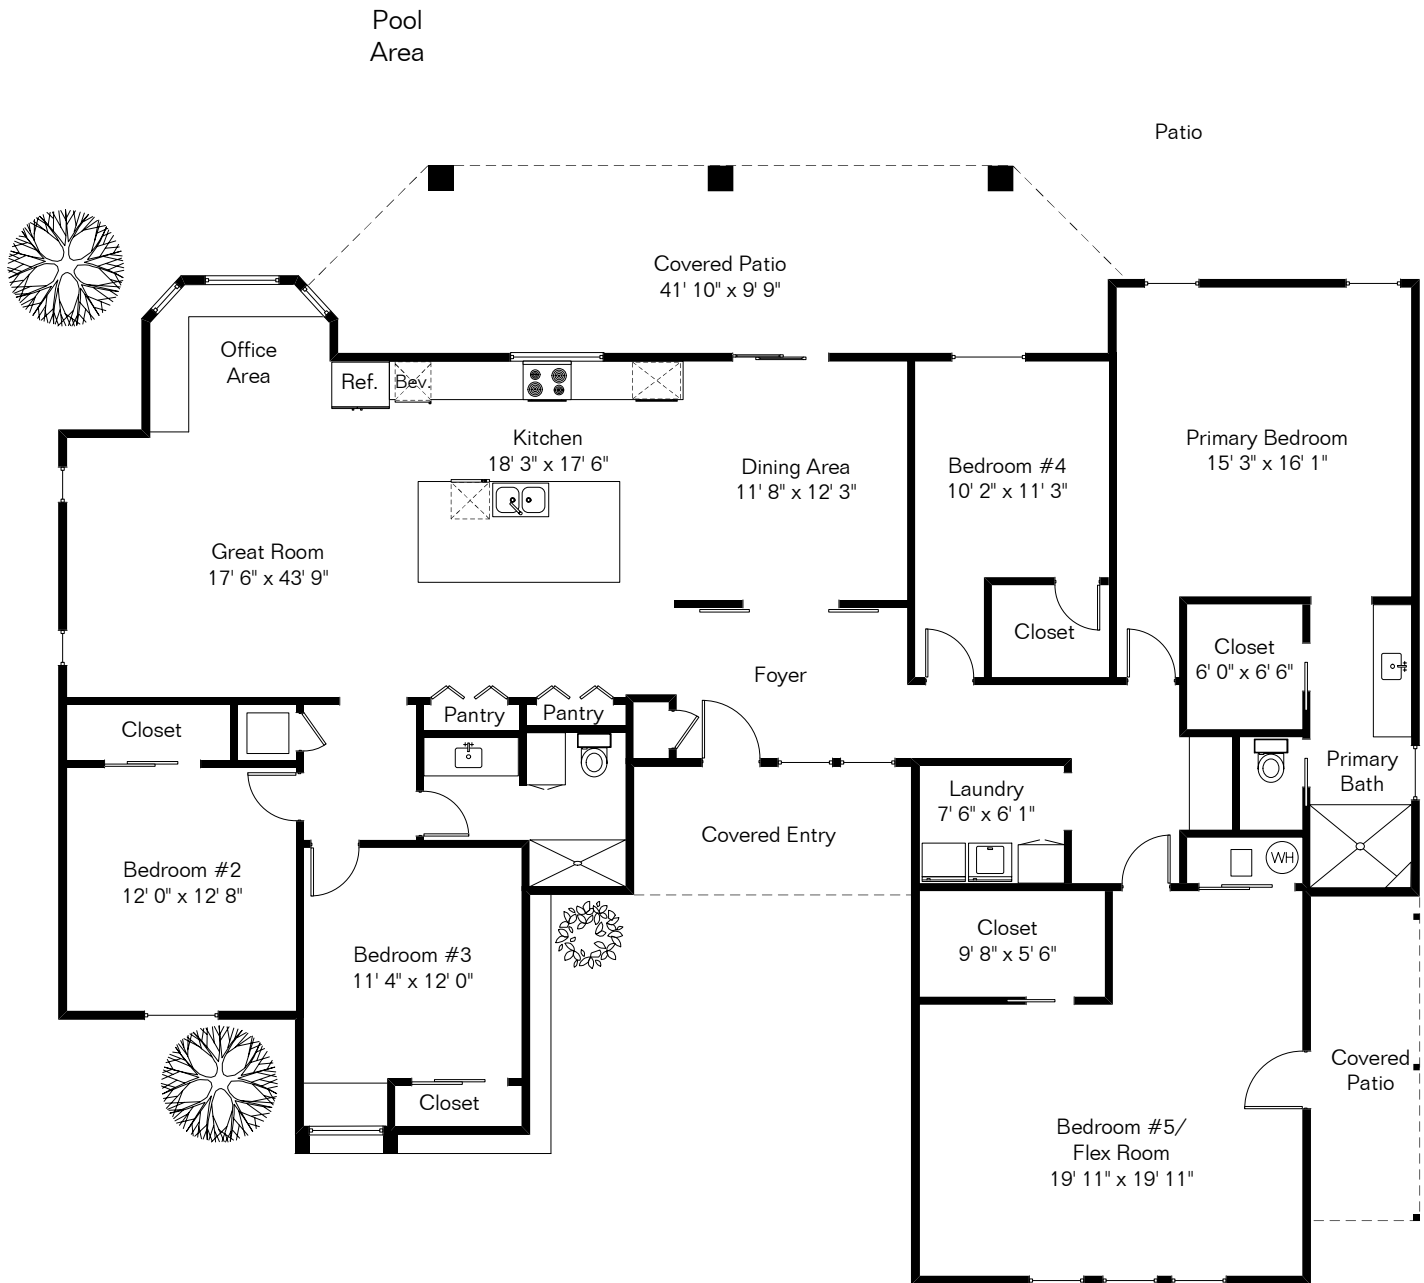 Pool
Area
Patio
Covered Patio
41' 10" x 9' 9"
Office
Area
Ref.
Bev.
Kitchen
18' 3" x 17' 6"
Dining Area
11' 8" x 12' 3"
Bedroom #4
10' 2" x 11' 3"
Primary Bedroom
15' 3" x 16' 1"
Great Room
17' 6" x 43' 9"
Closet
Closet
6' 0" x 6' 6"
Foyer
Pantry
Pantry
Closet
Primary
Bath
Laundry
7' 6" x 6' 1"
Covered Entry
WH
Bedroom #2
12' 0" x 12' 8"
Closet
9' 8" x 5' 6"
Bedroom #3
11' 4" x 12' 0"
Covered
Patio
Closet
Bedroom #5/
Flex Room
19' 11" x 19' 11"